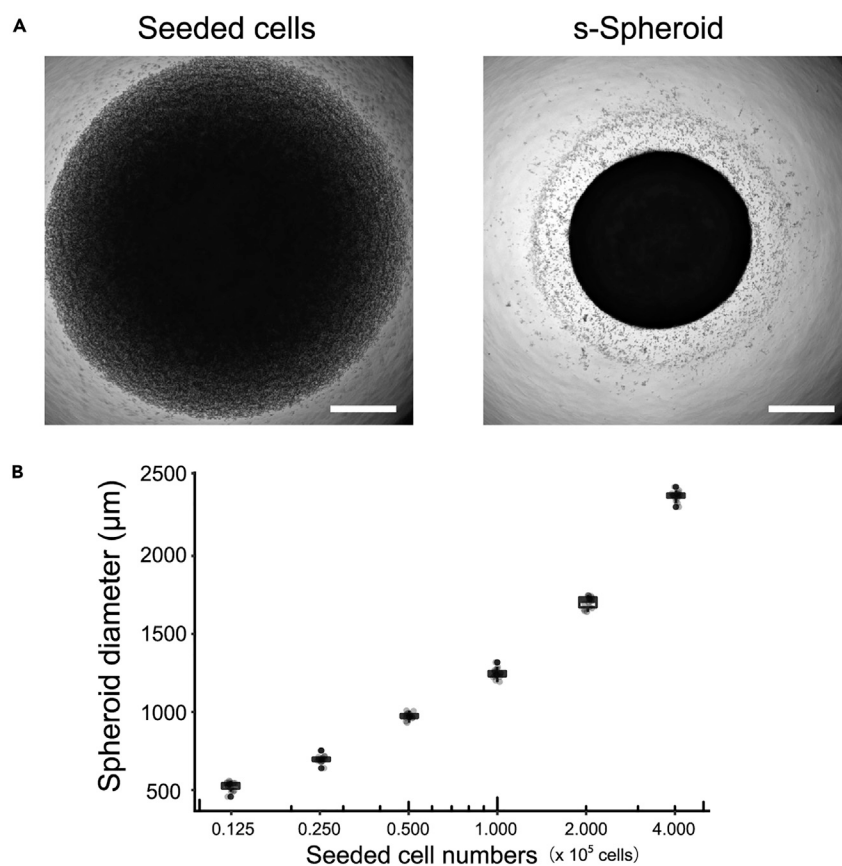 A
Seeded cells
s-Spheroid
B
Spheroid diameter (μm)
2500
2000
1500
1000
500
0.125 0.250 0.500 1.000 2.000 4.000
Seeded cell numbers (x 10⁵ cells)